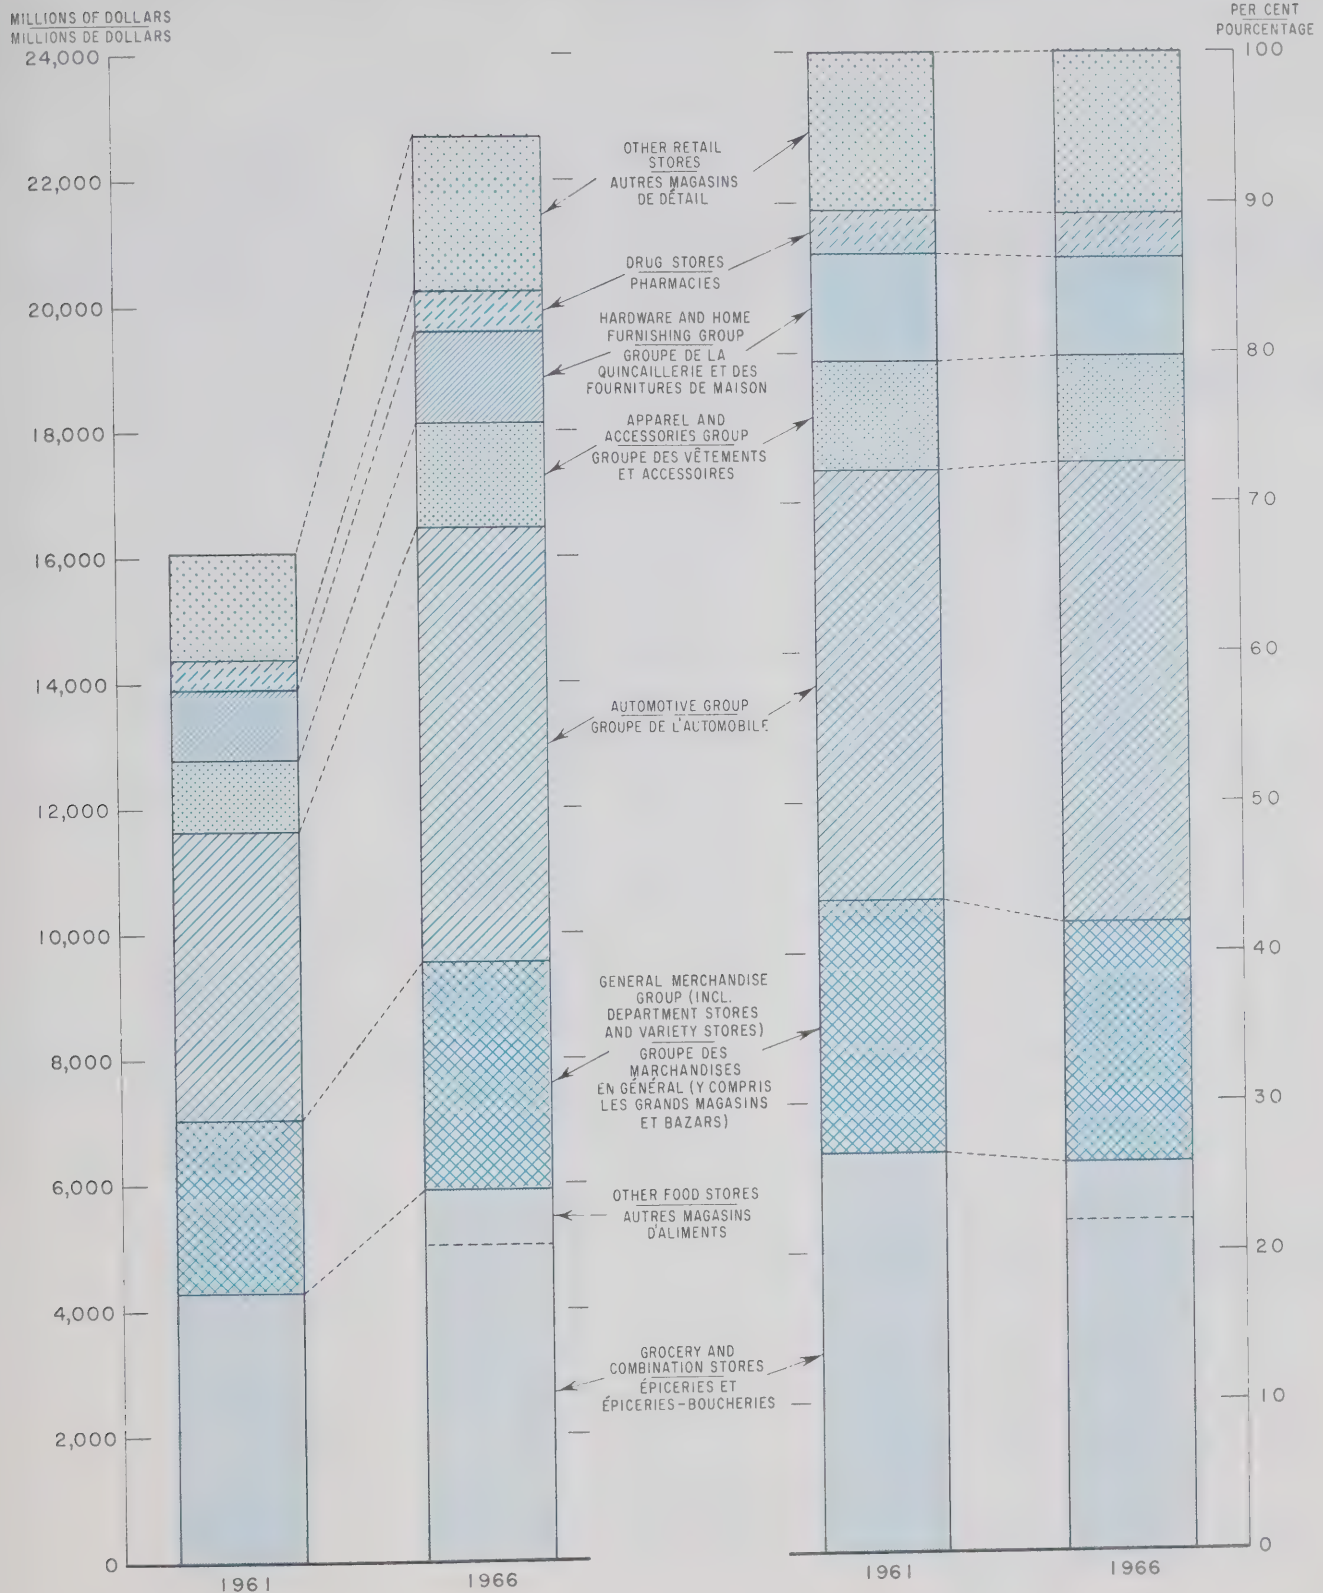 MILLIONS OF DOLLARS
MILLIONS DE DOLLARS
24,000
22,000
20,000
18,000
16,000
14,000
12,000
10,000
8,000
6,000
4,000
2,000
0
1961
1966
OTHER RETAIL
STORES
AUTRES MAGASINS
DE DÉTAIL
DRUG STORES
PHARMACIES
HARDWARE AND HOME
FURNISHING GROUP
GROUPE DE LA
QUINCAILLERIE ET DES
FOURNITURES DE MAISON
APPAREL AND
ACCESSORIES GROUP
GROUPE DES VÊTEMENTS
ET ACCESSOIRES
AUTOMOTIVE GROUP
GROUPE DE L'AUTOMOBILE
GENERAL MERCHANDISE
GROUP (INCL.
DEPARTMENT STORES
AND VARIETY STORES)
GROUPE DES
MARCHANDISES
EN GÉNÉRAL (Y COMPRIS
LES GRANDS MAGASINS
ET BAZARS)
OTHER FOOD STORES
AUTRES MAGASINS
D'ALIMENTS
GROCERY AND
COMBINATION STORES
ÉPICERIES ET
ÉPICERIES-BOUCHERIES
PER CENT
POURCENTAGE
100
90
80
70
60
50
40
30
20
10
0
1961
1966